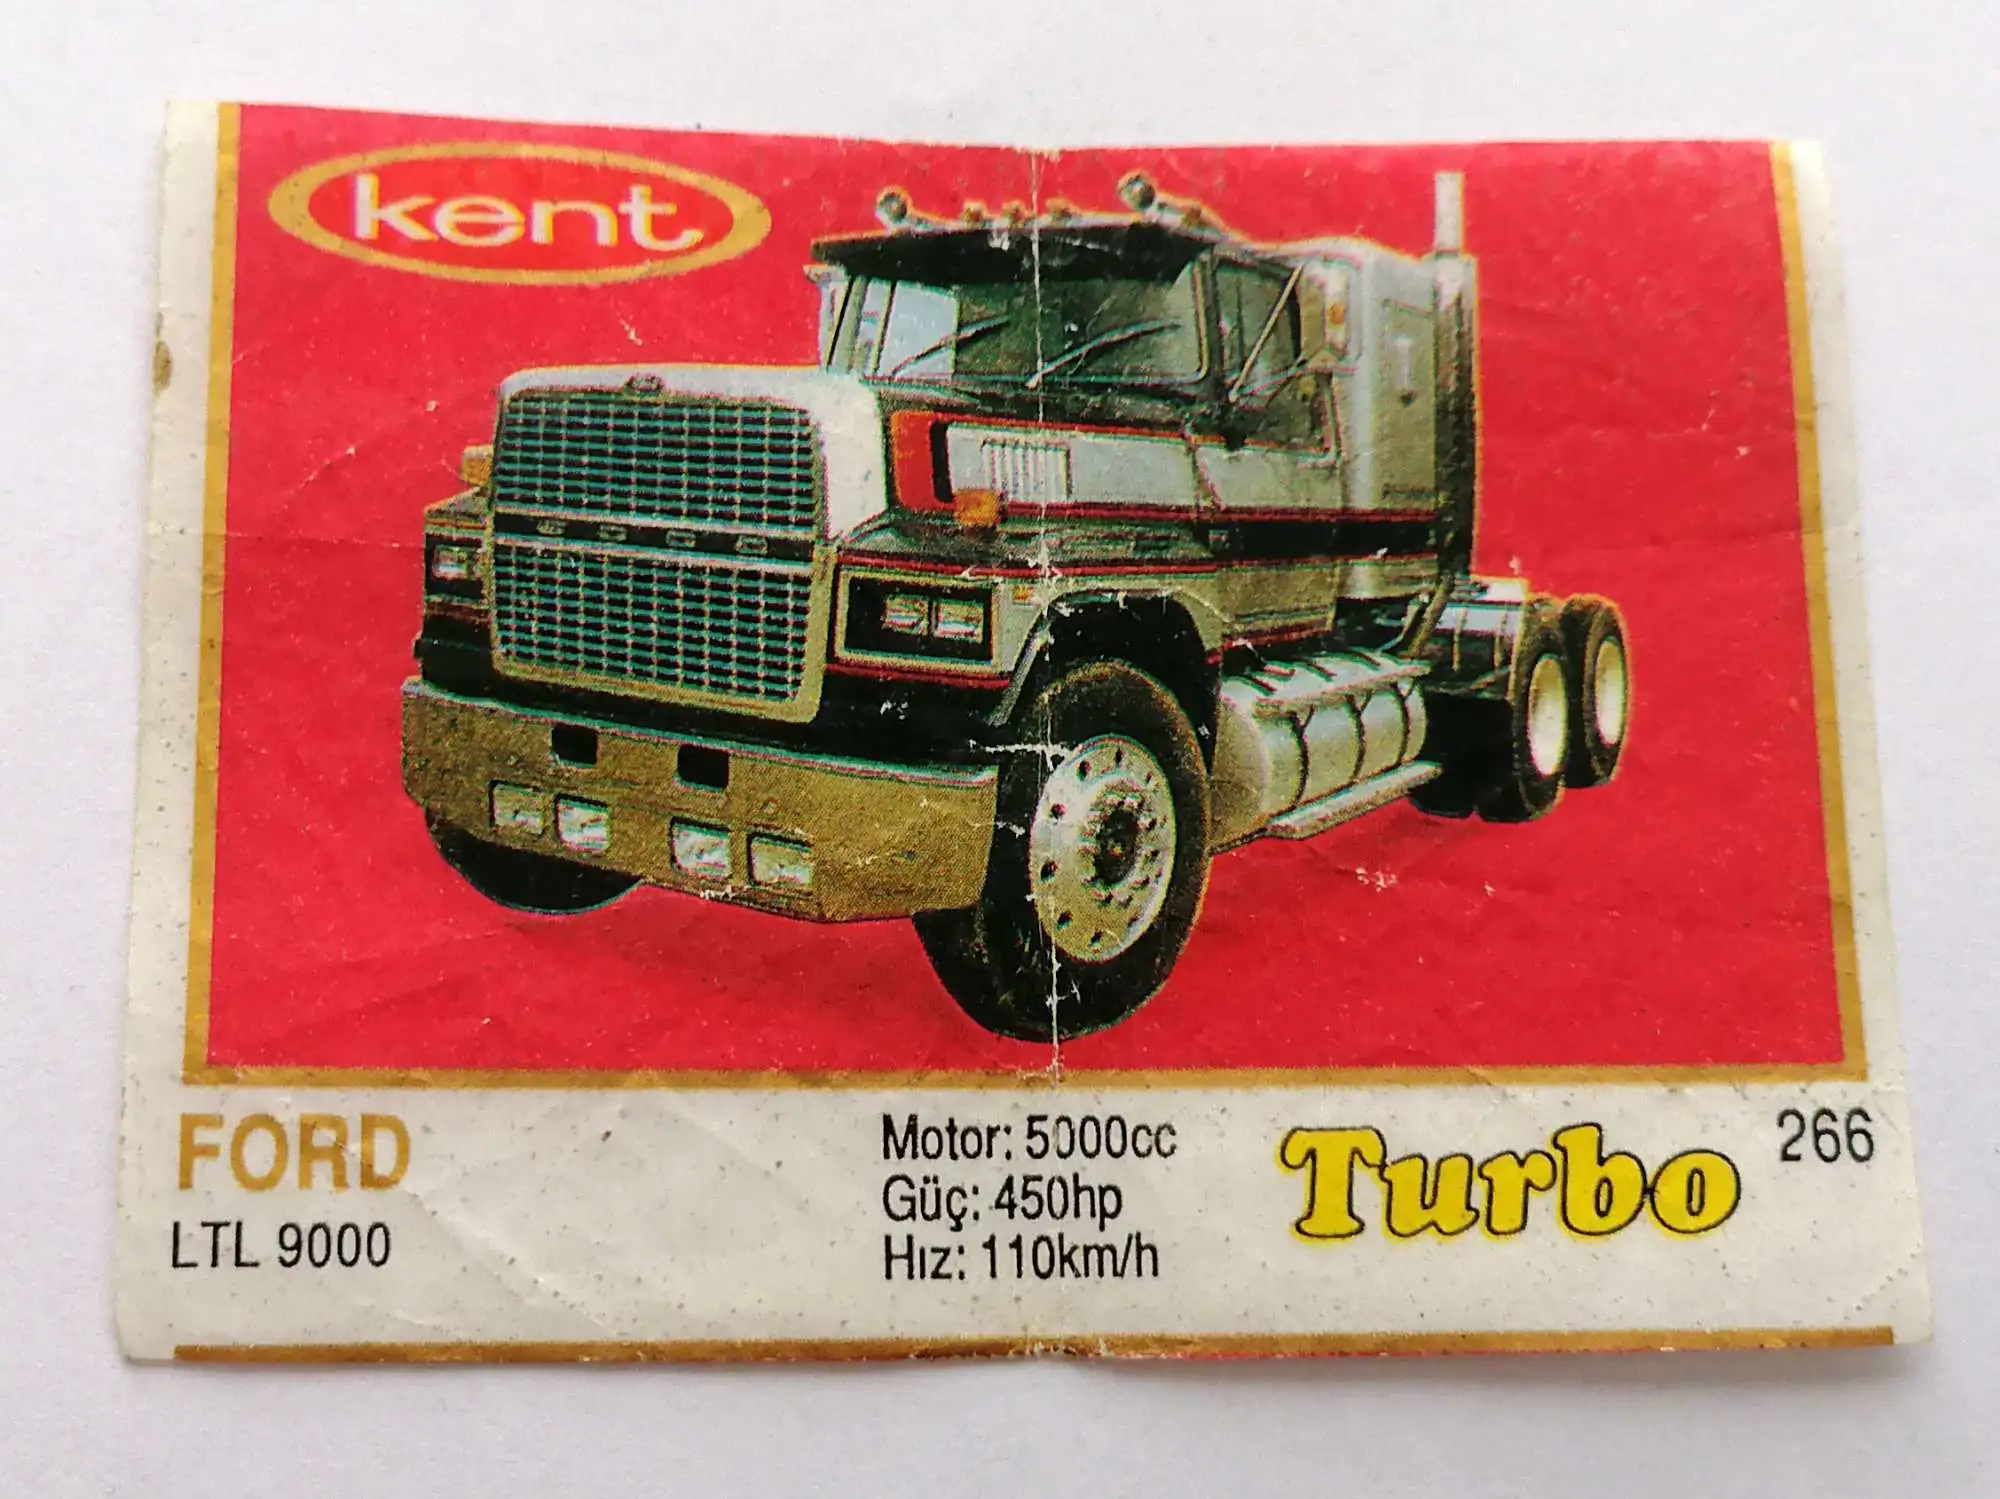 kent
FORD
LTL 9000
Motor: 5000cc
Güç: 450hp
Hız: 110km/h
Turbo
266